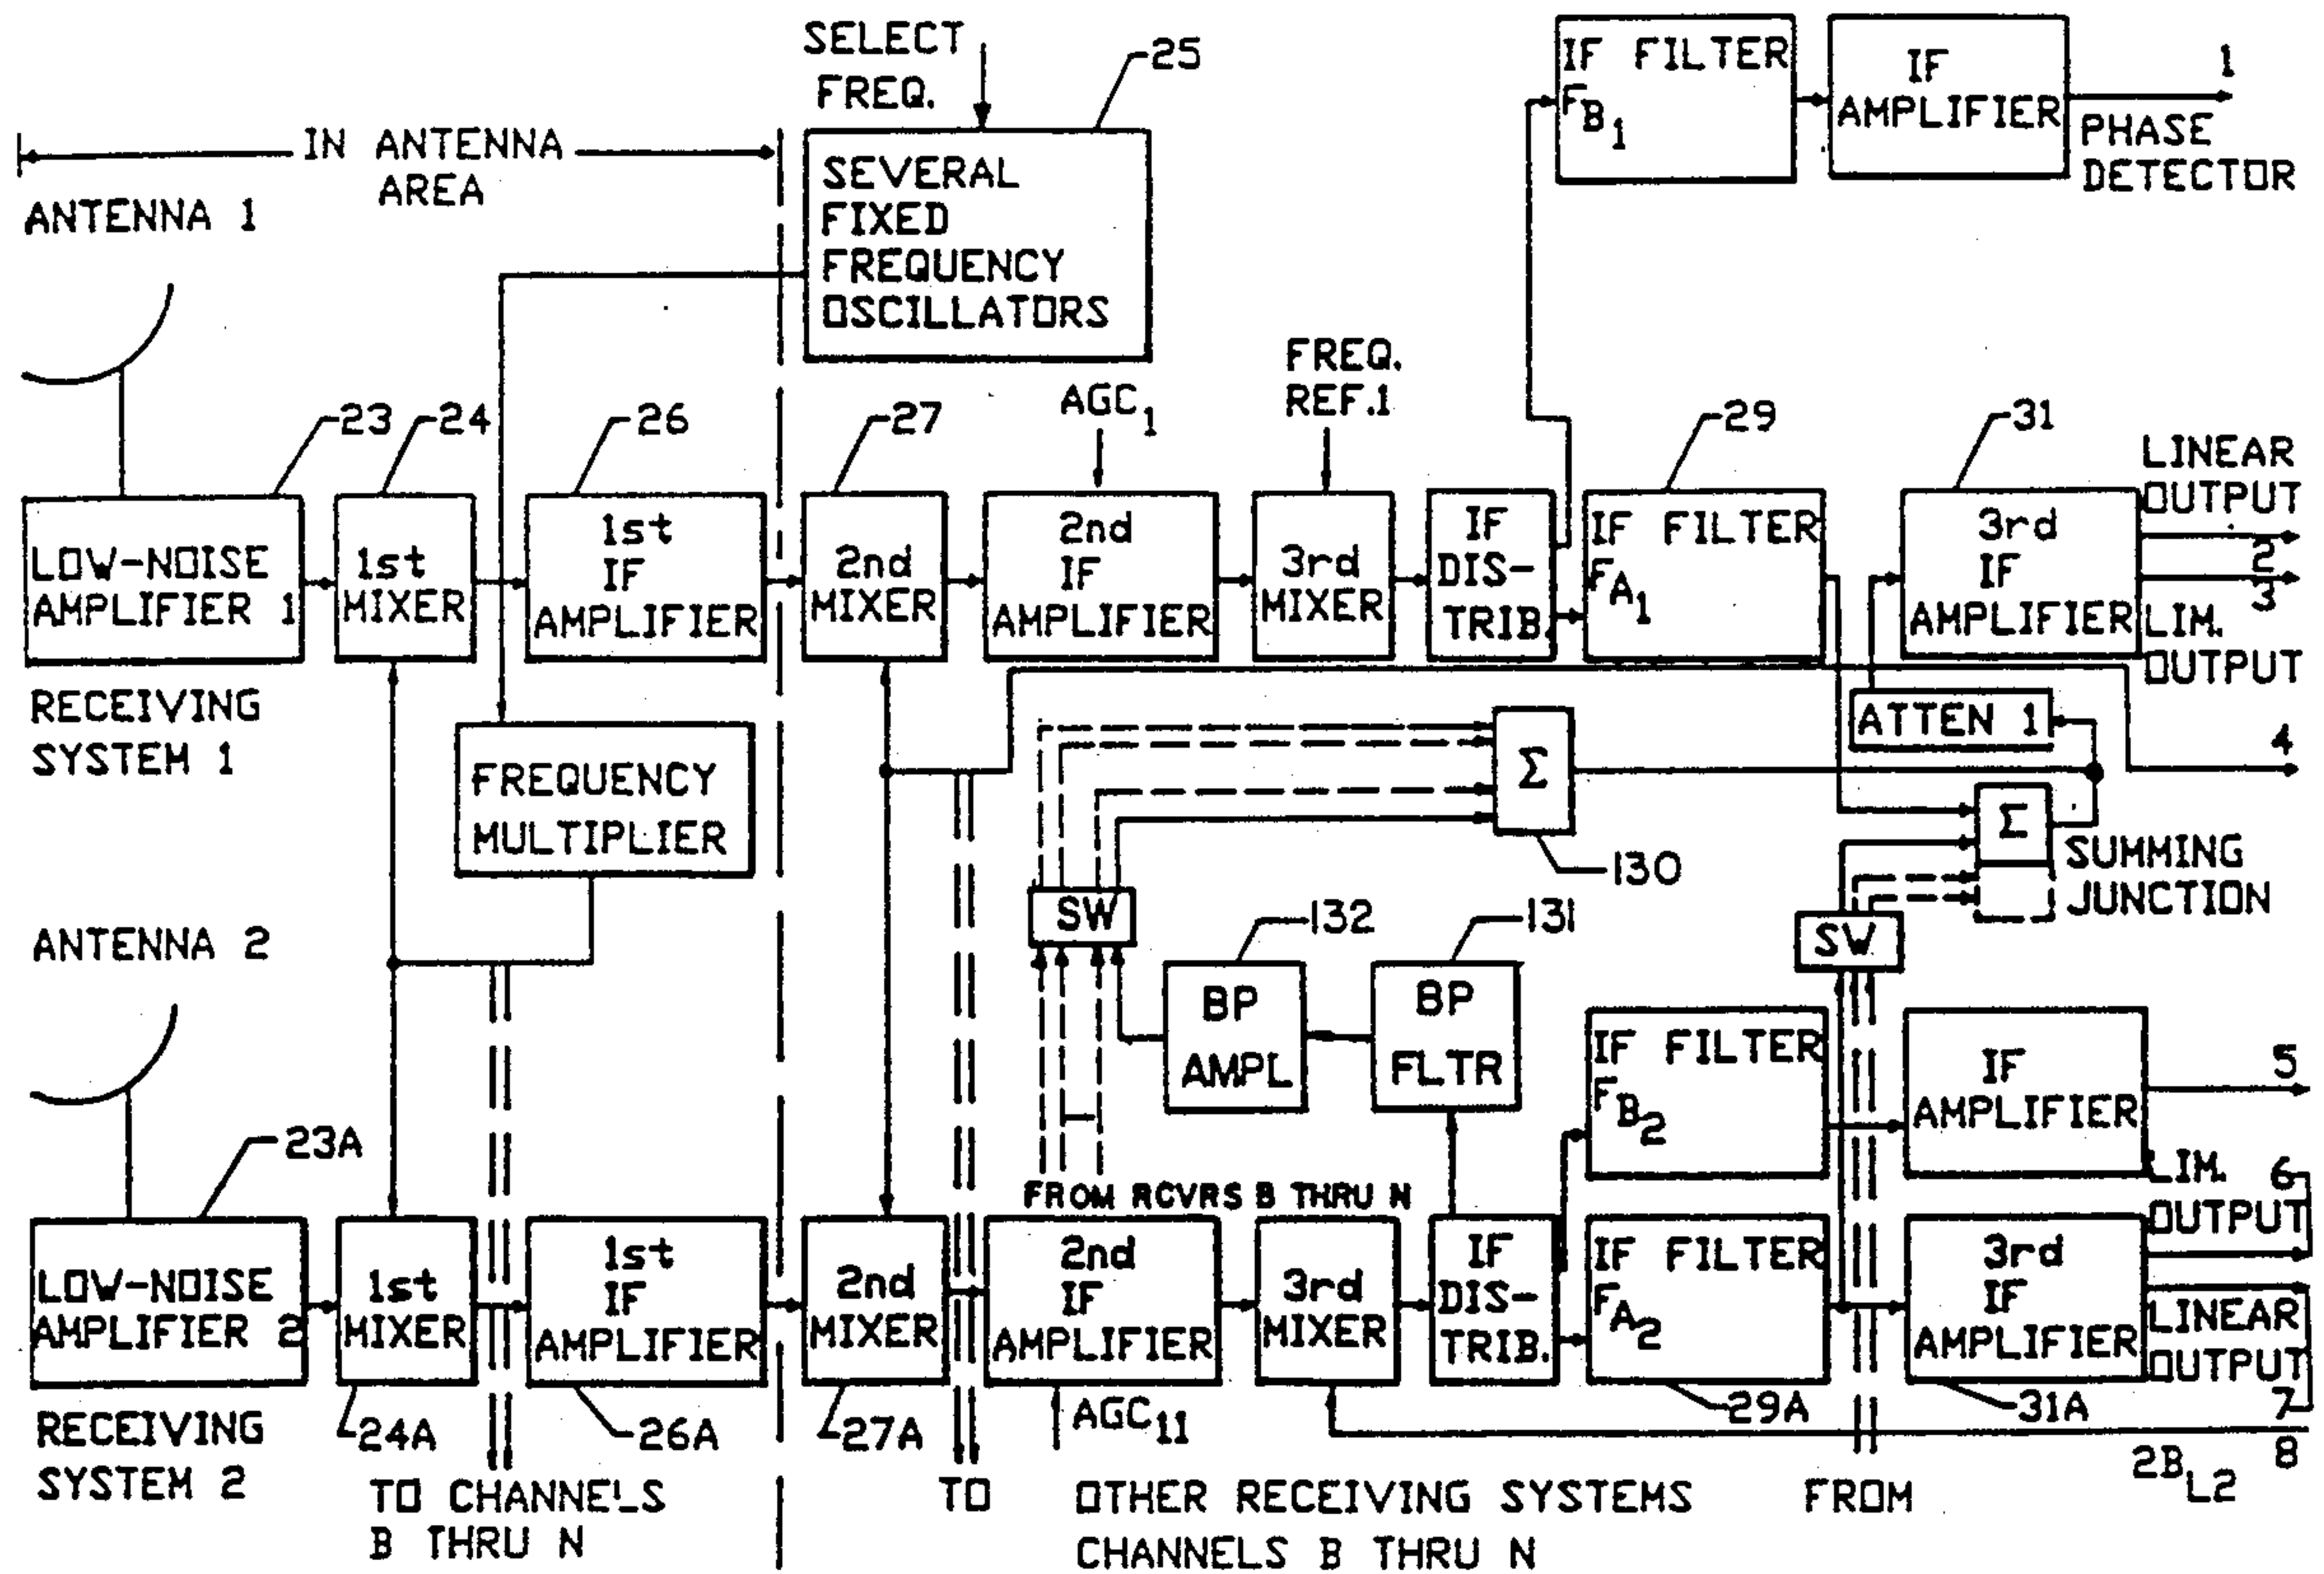 SELECT
FREQ.
25
IN ANTENNA
AREA
ANTENNA 1
SEVERAL
FIXED
FREQUENCY
OSCILLATORS
IF FILTER
FB1
IF
AMPLIFIER
1
PHASE
DETECTOR
23
24
26
27
AGC1
FREQ.
REF.1
29
31
LINEAR
OUTPUT
2
3
LIM.
OUTPUT
LOW-NOISE
AMPLIFIER 1
1st
MIXER
1st
IF
AMPLIFIER
2nd
MIXER
2nd
IF
AMPLIFIER
3rd
MIXER
IF
DIS-
TRIB.
IF FILTER
FA1
3rd
IF
AMPLIFIER
RECEIVING
SYSTEM 1
FREQUENCY
MULTIPLIER
Σ
130
ATTEN 1
4
Σ
SUMMING
JUNCTION
SW
SW
ANTENNA 2
132
131
BP
AMPL
BP
FLTR
IF FILTER
FB2
IF
AMPLIFIER
5
FROM RCVRS B THRU N
23A
LIM.
OUTPUT
6
LOW-NOISE
AMPLIFIER 2
1st
MIXER
1st
IF
AMPLIFIER
2nd
MIXER
2nd
IF
AMPLIFIER
3rd
MIXER
IF
DIS-
TRIB.
IF FILTER
FA2
3rd
IF
AMPLIFIER
LINEAR
OUTPUT
7
RECEIVING
SYSTEM 2
24A
26A
27A
AGC11
29A
31A
2BL2
8
TO CHANNELS
B THRU N
TO
OTHER RECEIVING SYSTEMS
CHANNELS B THRU N
FROM